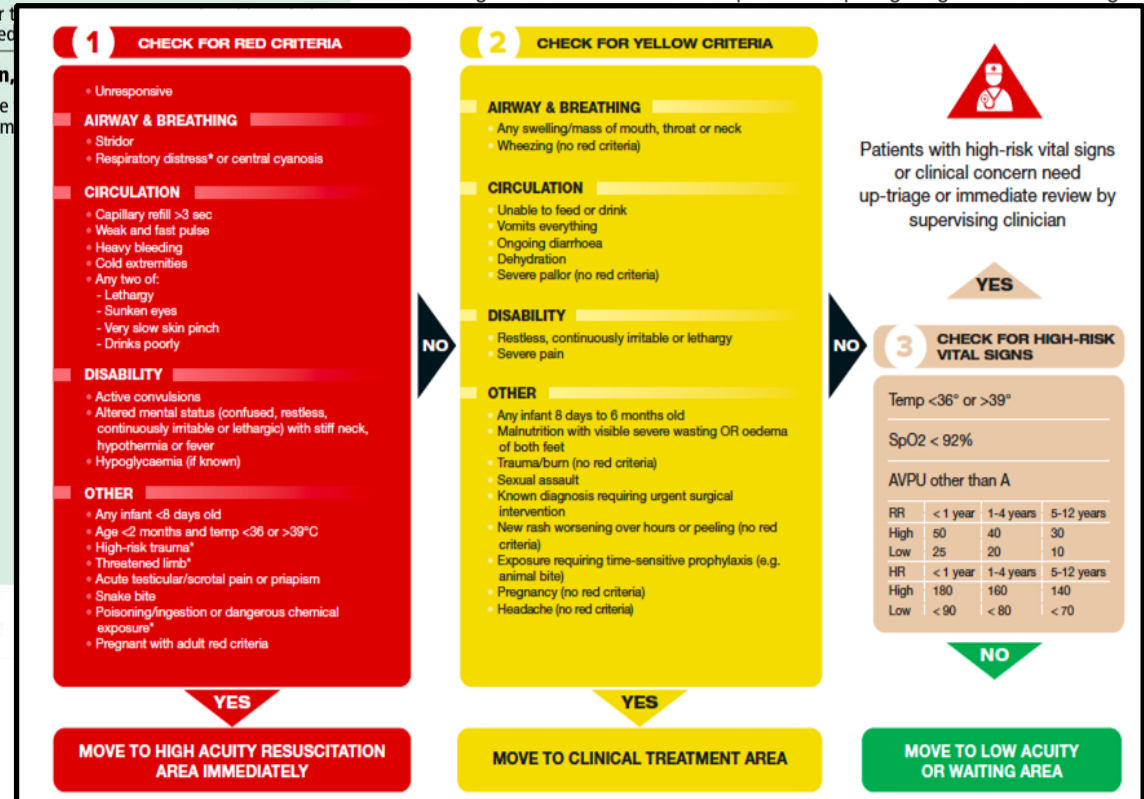 1 CHECK FOR RED CRITERIA
• Unresponsive
AIRWAY & BREATHING
• Stridor
• Respiratory distress* or central cyanosis
CIRCULATION
• Capillary refill >3 sec
• Weak and fast pulse
• Heavy bleeding
• Cold extremities
• Any two of:
- Lethargy
- Sunken eyes
- Very slow skin pinch
- Drinks poorly
DISABILITY
• Active convulsions
• Altered mental status (confused, restless,
continuously irritable or lethargic) with stiff neck,
hypothermia or fever
• Hypoglycaemia (if known)
OTHER
• Any infant <8 days old
• Age <2 months and temp <36 or >39°C
• High-risk trauma*
• Threatened limb*
• Acute testicular/scrotal pain or priapism
• Snake bite
• Poisoning/ingestion or dangerous chemical
exposure*
• Pregnant with adult red criteria
YES
MOVE TO HIGH ACUITY RESUSCITATION
AREA IMMEDIATELY
NO
2 CHECK FOR YELLOW CRITERIA
AIRWAY & BREATHING
• Any swelling/mass of mouth, throat or neck
• Wheezing (no red criteria)
CIRCULATION
• Unable to feed or drink
• Vomits everything
• Ongoing diarrhoea
• Dehydration
• Severe pallor (no red criteria)
DISABILITY
• Restless, continuously irritable or lethargy
• Severe pain
OTHER
• Any infant 8 days to 6 months old
• Malnutrition with visible severe wasting OR oedema
of both feet
• Trauma/burn (no red criteria)
• Sexual assault
• Known diagnosis requiring urgent surgical
intervention
• New rash worsening over hours or peeling (no red
criteria)
• Exposure requiring time-sensitive prophylaxis (e.g.
animal bite)
• Pregnancy (no red criteria)
• Headache (no red criteria)
YES
MOVE TO CLINICAL TREATMENT AREA
NO
Patients with high-risk vital signs
or clinical concern need
up-triage or immediate review by
supervising clinician
YES
3 CHECK FOR HIGH-RISK
VITAL SIGNS
Temp <36° or >39°
SpO2 < 92%
AVPU other than A
RR < 1 year 1-4 years 5-12 years
High 50 40 30
Low 25 20 10
HR < 1 year 1-4 years 5-12 years
High 180 160 140
Low < 90 < 80 < 70
NO
MOVE TO LOW ACUITY
OR WAITING AREA